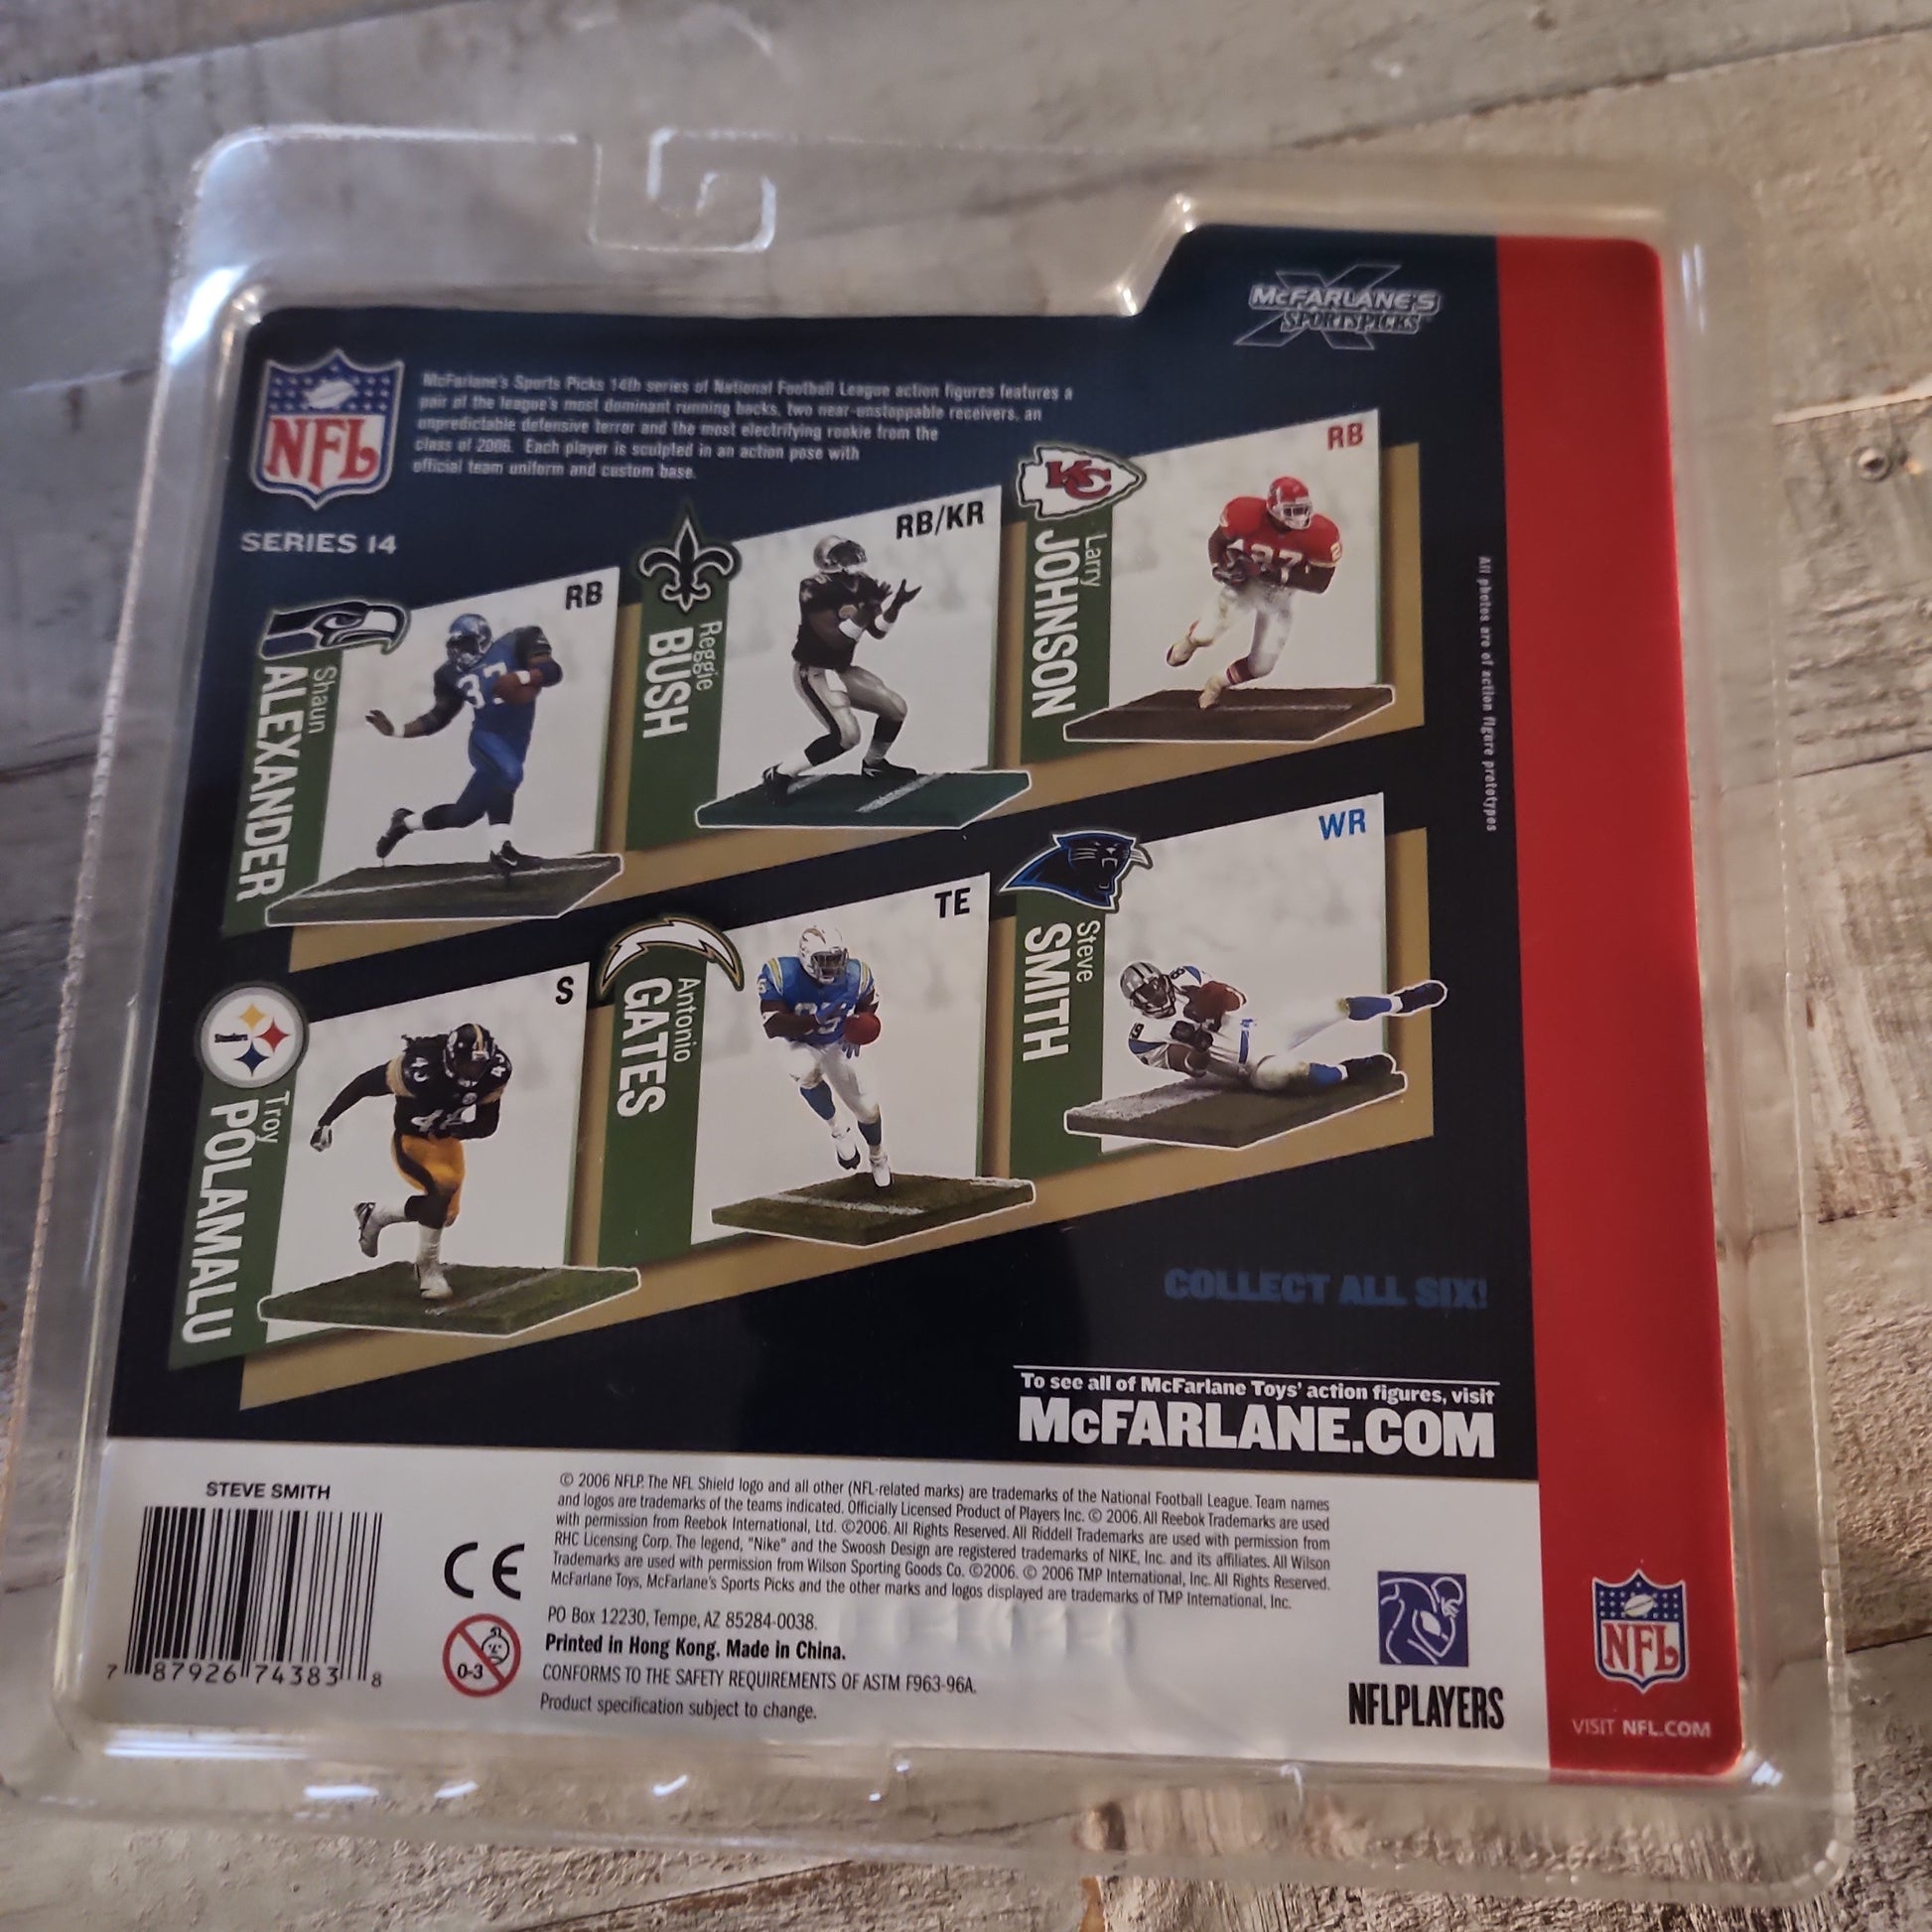 McFARLANE'S
SPORTSPICKS
NFL
McFarlane's Sports Picks 14th series of National Football League action figures features a
pair of the league's most dominant running backs, two near-unstoppable receivers, an
unpredictable defensive terror and the most electrifying rookie from the
class of 2006. Each player is sculpted in an action pose with
official team uniform and custom base.
SERIES 14
Shaun
ALEXANDER
RB
37
Reggie
BUSH
RB/KR
KC
Larry
JOHNSON
RB
27
All photos are of action figure prototypes
Steelers
Troy
POLAMALU
S
43
Antonio
GATES
TE
85
Steve
SMITH
WR
COLLECT ALL SIX!
To see all of McFarlane Toys' action figures, visit
McFARLANE.COM
STEVE SMITH
7 87926 74383 8
CE
0-3
© 2006 NFLP. The NFL Shield logo and all other (NFL-related marks) are trademarks of the National Football League. Team names
and logos are trademarks of the teams indicated. Officially Licensed Product of Players Inc. © 2006. All Reebok Trademarks are used
with permission from Reebok International, Ltd. ©2006. All Rights Reserved. All Riddell Trademarks are used with permission from
RHC Licensing Corp. The legend, "Nike" and the Swoosh Design are registered trademarks of NIKE, Inc. and its affiliates. All Wilson
Trademarks are used with permission from Wilson Sporting Goods Co. ©2006. © 2006 TMP International, Inc. All Rights Reserved.
McFarlane Toys, McFarlane's Sports Picks and the other marks and logos displayed are trademarks of TMP International, Inc.
PO Box 12230, Tempe, AZ 85284-0038.
Printed in Hong Kong. Made in China.
CONFORMS TO THE SAFETY REQUIREMENTS OF ASTM F963-96A.
Product specification subject to change.
NFLPLAYERS
NFL
VISIT NFL.COM